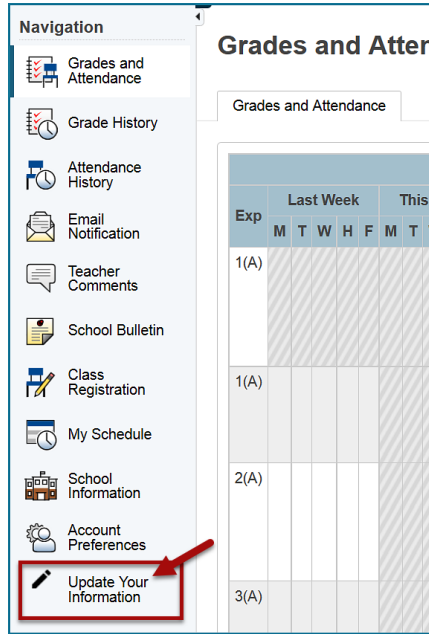 Navigation
Grades and
Attendance
Grade History
Attendance
History
Email
Notification
Teacher
Comments
School Bulletin
Class
Registration
My Schedule
School
Information
Account
Preferences
Update Your
Information
Grades and Atter
Grades and Attendance
Exp
Last Week
This
M T W H F M T
1(A)
1(A)
2(A)
3(A)